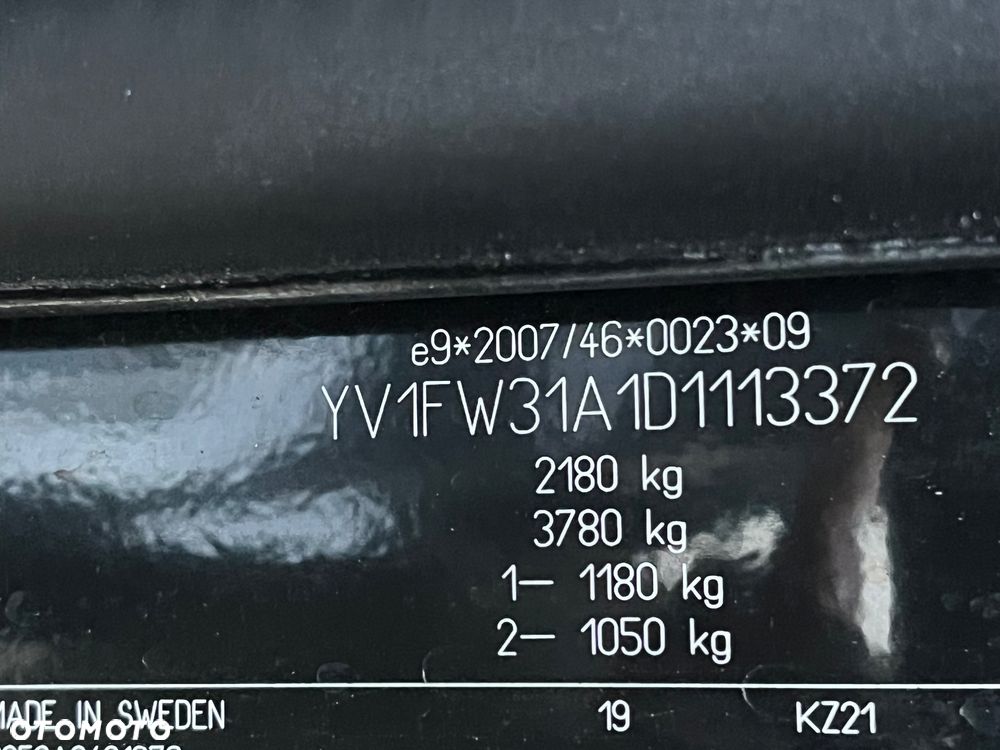 e9*2007/46*0023*09
YV1FW31A1D1113372
2180 kg
3780 kg
1– 1180 kg
2– 1050 kg
MADE IN SWEDEN 19 KZ21
OTOMOTO